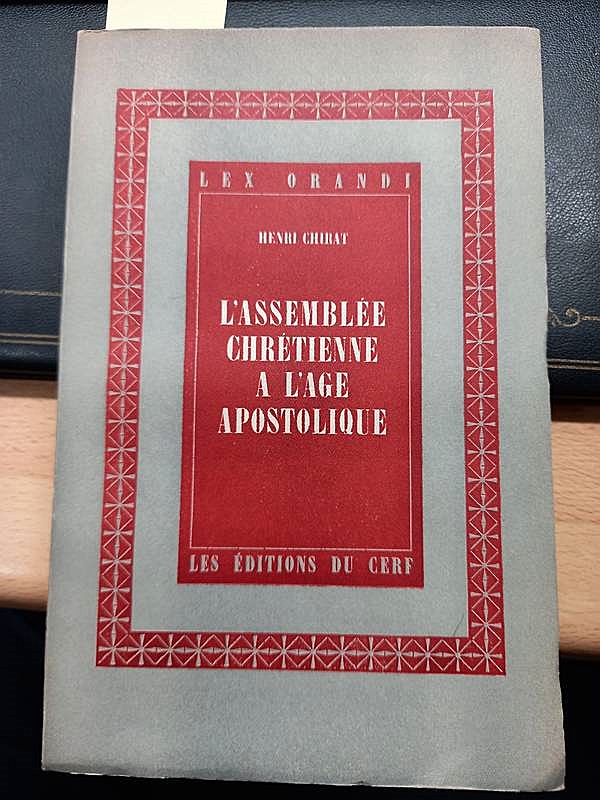 LEX ORANDI
HENRI CHIRAT
L'ASSEMBLÉE
CHRÉTIENNE
A L'AGE
APOSTOLIQUE
LES ÉDITIONS DU CERF